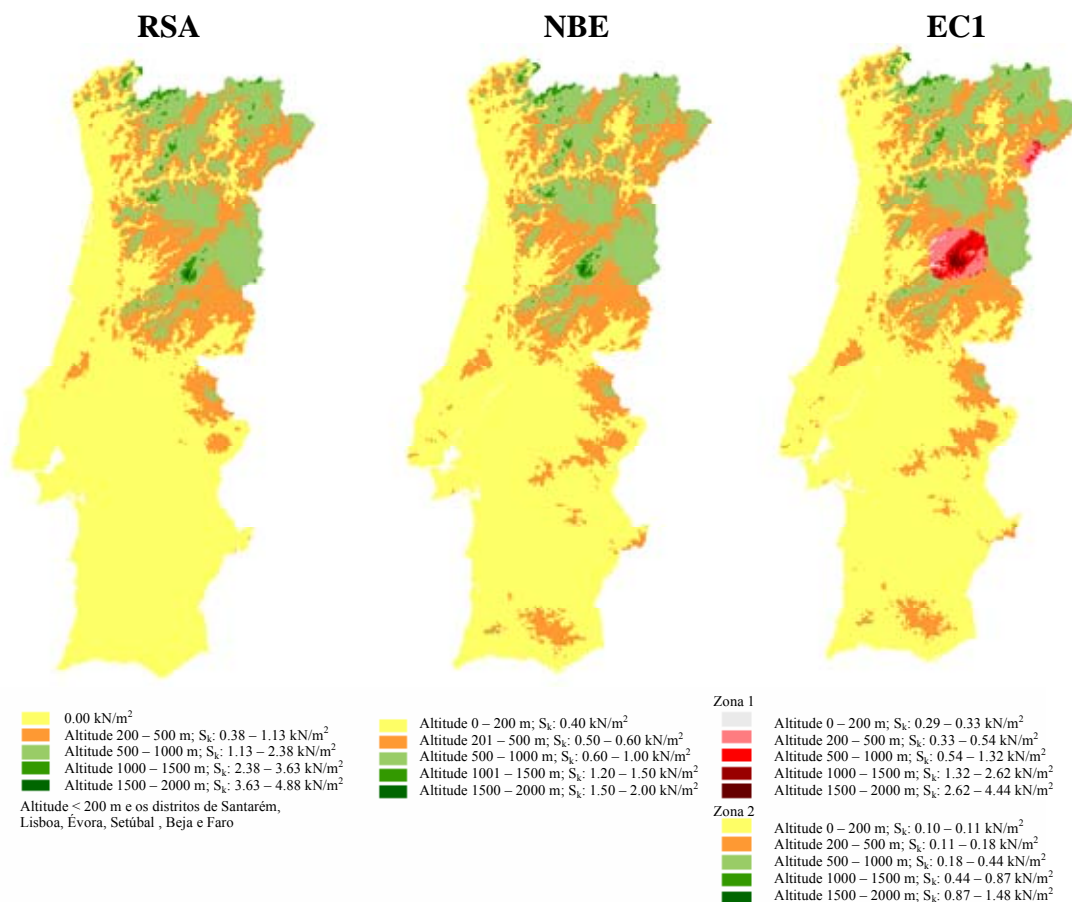 RSA
NBE
EC1
0.00 kN/m²
Altitude 200 – 500 m; Sₖ: 0.38 – 1.13 kN/m²
Altitude 500 – 1000 m; Sₖ: 1.13 – 2.38 kN/m²
Altitude 1000 – 1500 m; Sₖ: 2.38 – 3.63 kN/m²
Altitude 1500 – 2000 m; Sₖ: 3.63 – 4.88 kN/m²
Altitude < 200 m e os distritos de Santarém,
Lisboa, Évora, Setúbal , Beja e Faro
Altitude 0 – 200 m; Sₖ: 0.40 kN/m²
Altitude 201 – 500 m; Sₖ: 0.50 – 0.60 kN/m²
Altitude 500 – 1000 m; Sₖ: 0.60 – 1.00 kN/m²
Altitude 1001 – 1500 m; Sₖ: 1.20 – 1.50 kN/m²
Altitude 1500 – 2000 m; Sₖ: 1.50 – 2.00 kN/m²
Zona 1
Altitude 0 – 200 m; Sₖ: 0.29 – 0.33 kN/m²
Altitude 200 – 500 m; Sₖ: 0.33 – 0.54 kN/m²
Altitude 500 – 1000 m; Sₖ: 0.54 – 1.32 kN/m²
Altitude 1000 – 1500 m; Sₖ: 1.32 – 2.62 kN/m²
Altitude 1500 – 2000 m; Sₖ: 2.62 – 4.44 kN/m²
Zona 2
Altitude 0 – 200 m; Sₖ: 0.10 – 0.11 kN/m²
Altitude 200 – 500 m; Sₖ: 0.11 – 0.18 kN/m²
Altitude 500 – 1000 m; Sₖ: 0.18 – 0.44 kN/m²
Altitude 1000 – 1500 m; Sₖ: 0.44 – 0.87 kN/m²
Altitude 1500 – 2000 m; Sₖ: 0.87 – 1.48 kN/m²